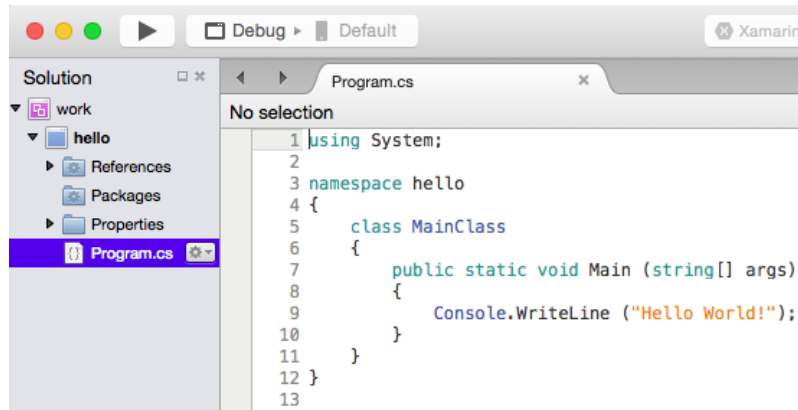 Debug Default
Xamarin
Solution
Program.cs
work
No selection
hello
References
Packages
Properties
Program.cs
1 using System;
2
3 namespace hello
4 {
5     class MainClass
6     {
7         public static void Main (string[] args)
8         {
9             Console.WriteLine ("Hello World!");
10         }
11     }
12 }
13